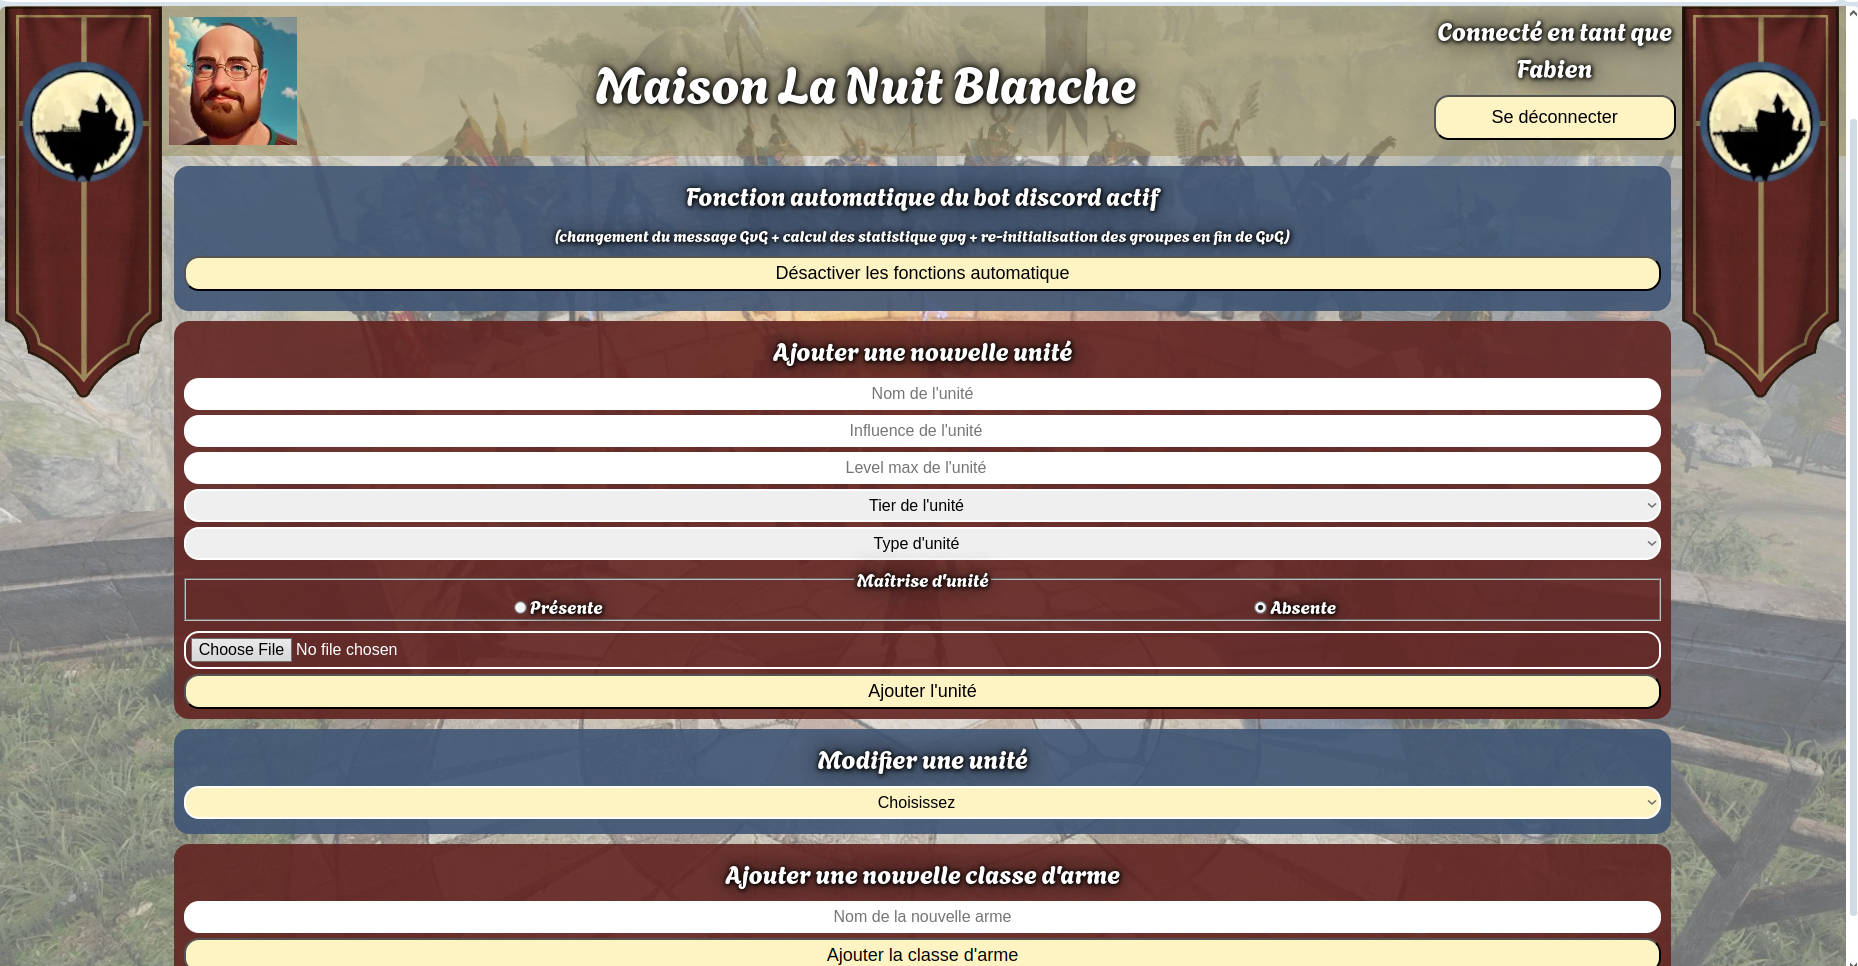 Maison La Nuit Blanche
Connecté en tant que
Fabien
Se déconnecter
Fonction automatique du bot discord actif
(changement du message GvG + calcul des statistique gvg + re-initialisation des groupes en fin de GvG)
Désactiver les fonctions automatique
Ajouter une nouvelle unité
Nom de l'unité
Influence de l'unité
Level max de l'unité
Tier de l'unité
Type d'unité
Maîtrise d'unité
Présente
Absente
Choose File No file chosen
Ajouter l'unité
Modifier une unité
Choisissez
Ajouter une nouvelle classe d'arme
Nom de la nouvelle arme
Ajouter la classe d'arme